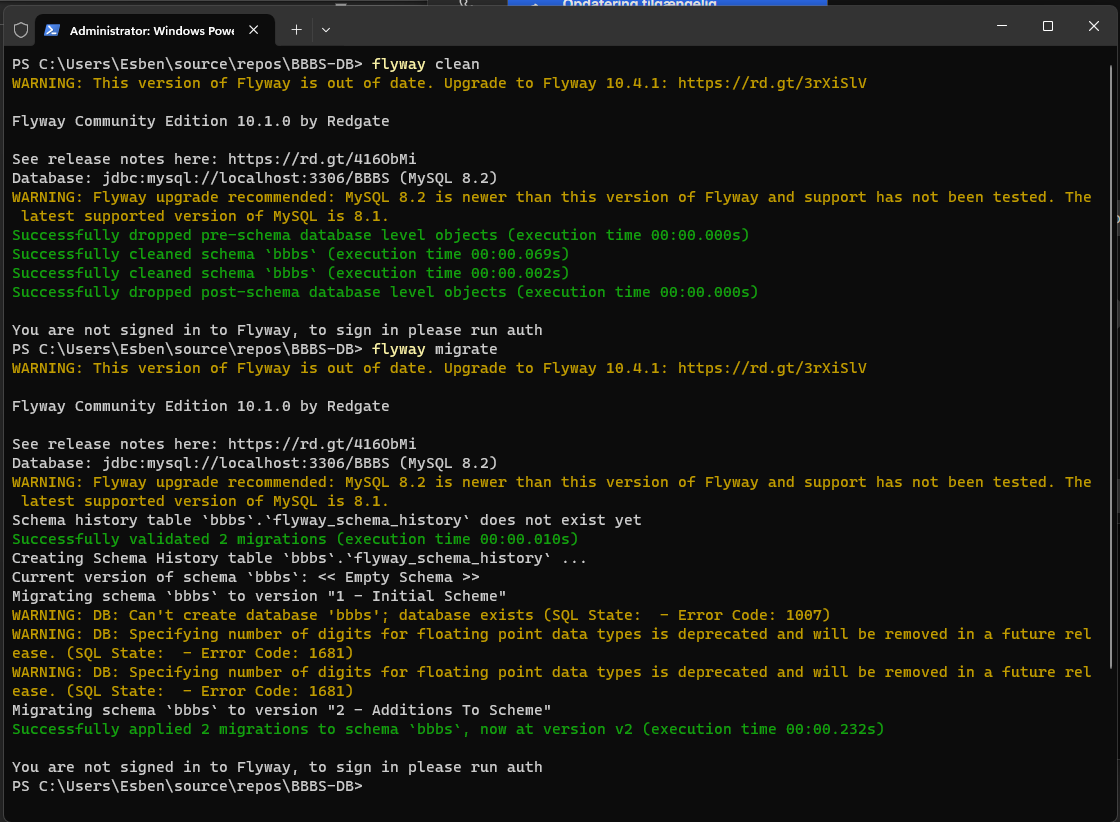 Opdatering tilgængelig
Administrator: Windows Powe
PS C:\Users\Esben\source\repos\BBBS-DB> flyway clean
WARNING: This version of Flyway is out of date. Upgrade to Flyway 10.4.1: https://rd.gt/3rXiSlV
Flyway Community Edition 10.1.0 by Redgate
See release notes here: https://rd.gt/416ObMi
Database: jdbc:mysql://localhost:3306/BBBS (MySQL 8.2)
WARNING: Flyway upgrade recommended: MySQL 8.2 is newer than this version of Flyway and support has not been tested. The
latest supported version of MySQL is 8.1.
Successfully dropped pre-schema database level objects (execution time 00:00.000s)
Successfully cleaned schema `bbbs` (execution time 00:00.069s)
Successfully cleaned schema `bbbs` (execution time 00:00.002s)
Successfully dropped post-schema database level objects (execution time 00:00.000s)
You are not signed in to Flyway, to sign in please run auth
PS C:\Users\Esben\source\repos\BBBS-DB> flyway migrate
WARNING: This version of Flyway is out of date. Upgrade to Flyway 10.4.1: https://rd.gt/3rXiSlV
Flyway Community Edition 10.1.0 by Redgate
See release notes here: https://rd.gt/416ObMi
Database: jdbc:mysql://localhost:3306/BBBS (MySQL 8.2)
WARNING: Flyway upgrade recommended: MySQL 8.2 is newer than this version of Flyway and support has not been tested. The
latest supported version of MySQL is 8.1.
Schema history table `bbbs`.`flyway_schema_history` does not exist yet
Successfully validated 2 migrations (execution time 00:00.010s)
Creating Schema History table `bbbs`.`flyway_schema_history` ...
Current version of schema `bbbs`: << Empty Schema >>
Migrating schema `bbbs` to version "1 - Initial Scheme"
WARNING: DB: Can't create database 'bbbs'; database exists (SQL State:  - Error Code: 1007)
WARNING: DB: Specifying number of digits for floating point data types is deprecated and will be removed in a future rel
ease. (SQL State:  - Error Code: 1681)
WARNING: DB: Specifying number of digits for floating point data types is deprecated and will be removed in a future rel
ease. (SQL State:  - Error Code: 1681)
Migrating schema `bbbs` to version "2 - Additions To Scheme"
Successfully applied 2 migrations to schema `bbbs`, now at version v2 (execution time 00:00.232s)
You are not signed in to Flyway, to sign in please run auth
PS C:\Users\Esben\source\repos\BBBS-DB>